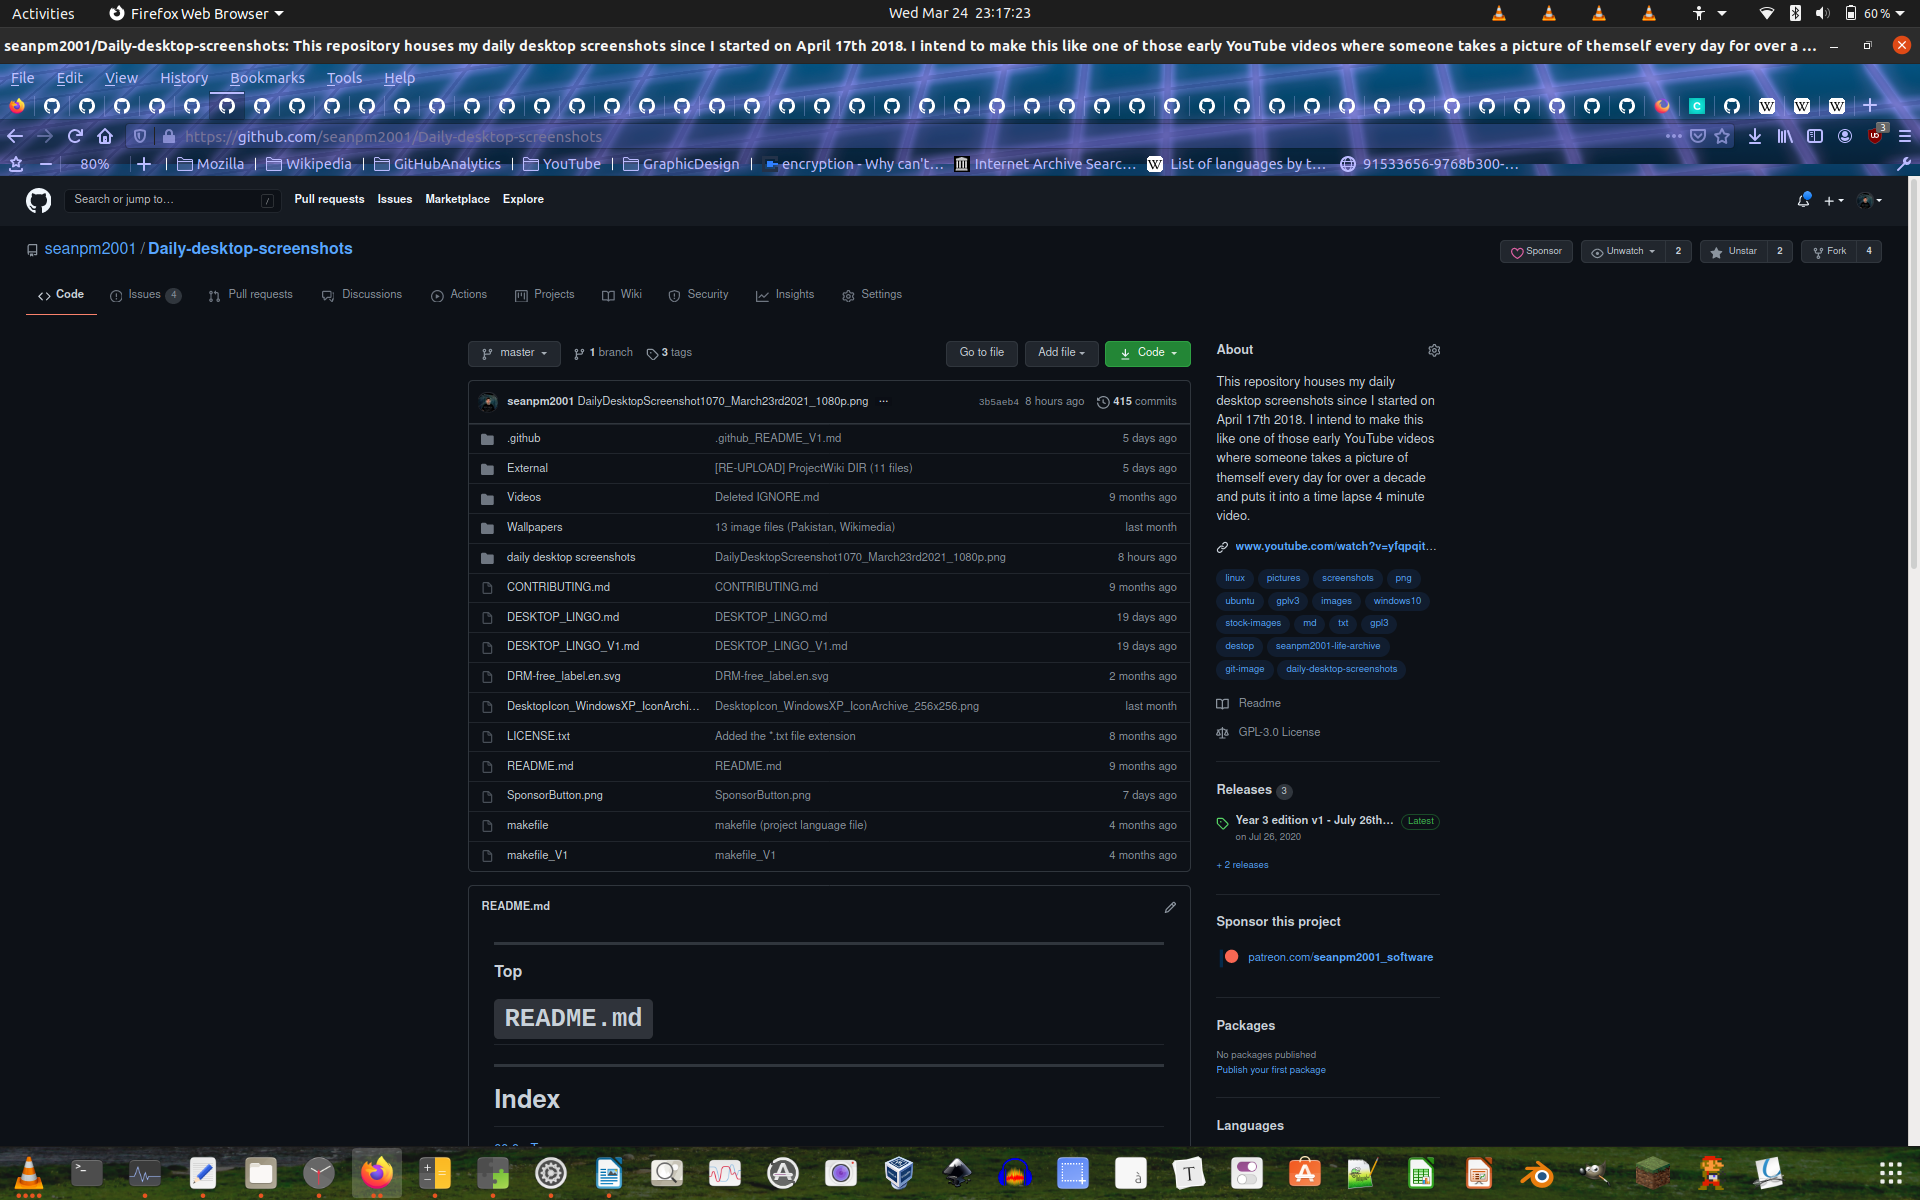 Activities
Firefox Web Browser
Wed Mar 24 23:17:23
60 %
seanpm2001/Daily-desktop-screenshots: This repository houses my daily desktop screenshots since I started on April 17th 2018. I intend to make this like one of those early YouTube videos where someone takes a picture of themself every day for over a ...
File Edit View History Bookmarks Tools Help
https://github.com/seanpm2001/Daily-desktop-screenshots
3
80%
Mozilla
Wikipedia
GitHubAnalytics
YouTube
GraphicDesign
encryption - Why can't...
Internet Archive Searc...
List of languages by t...
91533656-9768b300-...
Search or jump to...
/
Pull requests Issues Marketplace Explore
seanpm2001 / Daily-desktop-screenshots
Sponsor
Unwatch 2
Unstar 2
Fork 4
Code
Issues 4
Pull requests
Discussions
Actions
Projects
Wiki
Security
Insights
Settings
master
1 branch
3 tags
Go to file
Add file
Code
seanpm2001 DailyDesktopScreenshot1070_March23rd2021_1080p.png ... 3b5aeb4 8 hours ago 415 commits
.github .github_README_V1.md 5 days ago
External [RE-UPLOAD] ProjectWiki DIR (11 files) 5 days ago
Videos Deleted IGNORE.md 9 months ago
Wallpapers 13 image files (Pakistan, Wikimedia) last month
daily desktop screenshots DailyDesktopScreenshot1070_March23rd2021_1080p.png 8 hours ago
CONTRIBUTING.md CONTRIBUTING.md 9 months ago
DESKTOP_LINGO.md DESKTOP_LINGO.md 19 days ago
DESKTOP_LINGO_V1.md DESKTOP_LINGO_V1.md 19 days ago
DRM-free_label.en.svg DRM-free_label.en.svg 2 months ago
DesktopIcon_WindowsXP_IconArchi... DesktopIcon_WindowsXP_IconArchive_256x256.png last month
LICENSE.txt Added the *.txt file extension 8 months ago
README.md README.md 9 months ago
SponsorButton.png SponsorButton.png 7 days ago
makefile makefile (project language file) 4 months ago
makefile_V1 makefile_V1 4 months ago
README.md
Top
README.md
Index
About
This repository houses my daily
desktop screenshots since I started on
April 17th 2018. I intend to make this
like one of those early YouTube videos
where someone takes a picture of
themself every day for over a decade
and puts it into a time lapse 4 minute
video.
www.youtube.com/watch?v=yfqpqit...
linux pictures screenshots png
ubuntu gplv3 images windows10
stock-images md txt gpl3
destop seanpm2001-life-archive
git-image daily-desktop-screenshots
Readme
GPL-3.0 License
Releases 3
Year 3 edition v1 - July 26th... Latest
on Jul 26, 2020
+ 2 releases
Sponsor this project
patreon.com/seanpm2001_software
Packages
No packages published
Publish your first package
Languages